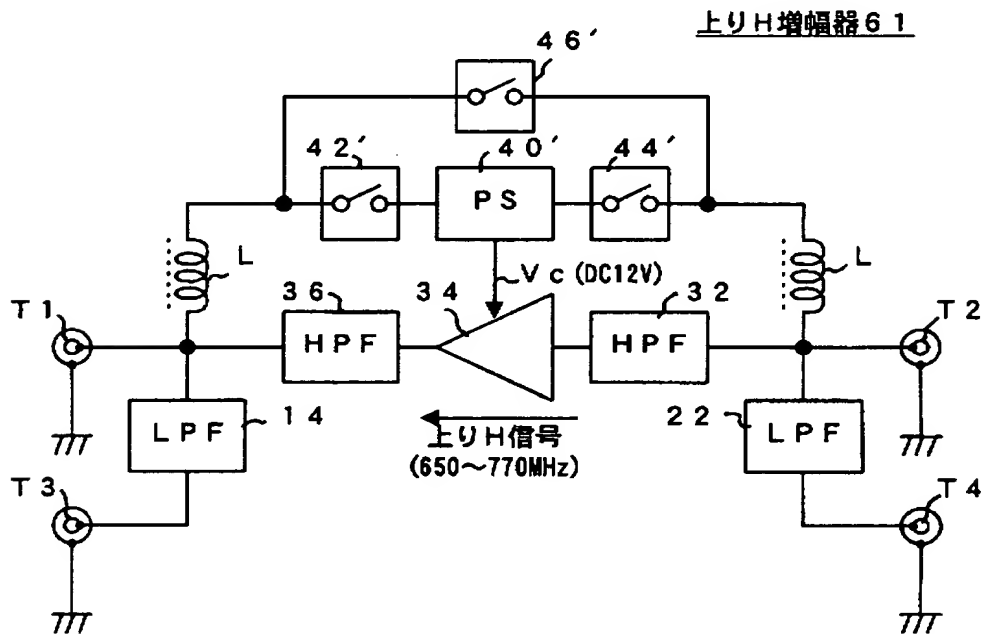 上りH増幅器61
46′
42′
40′
44′
PS
L
Vc(DC12V)
L
T1
36
34
32
T2
HPF
HPF
LPF
14
上りH信号
(650～770MHz)
22
LPF
T3
T4